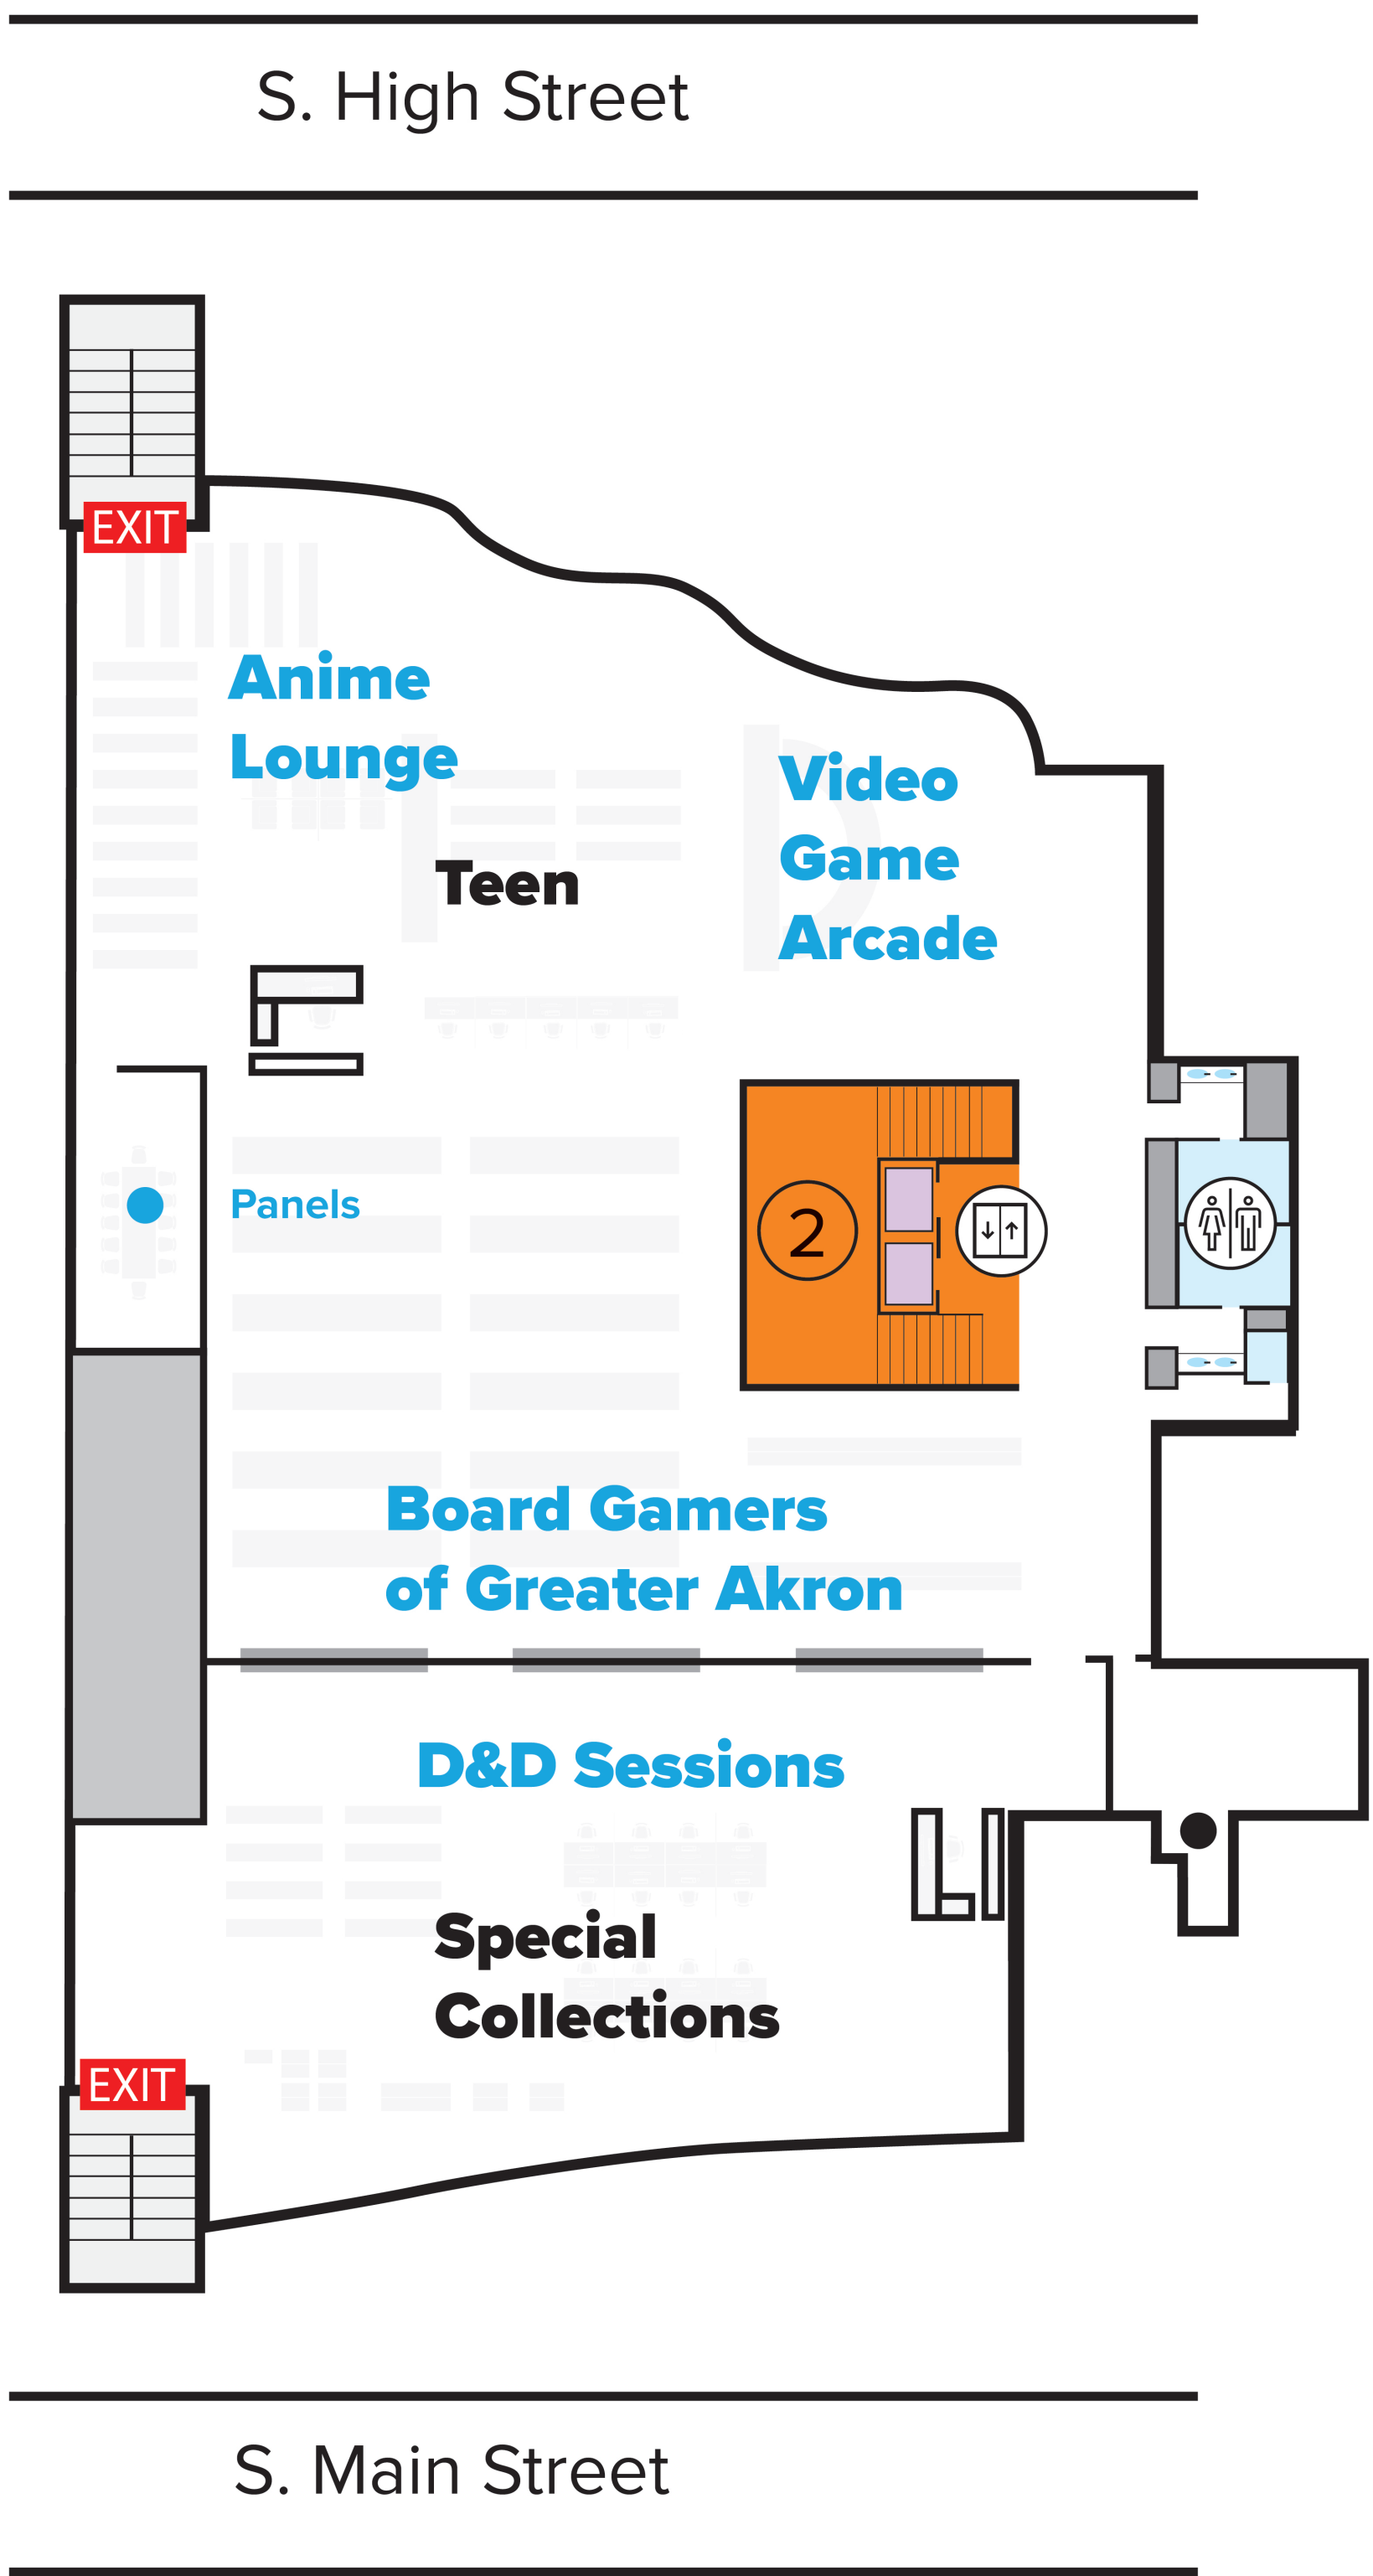 S. High Street
EXIT
Anime
Lounge
Video
Game
Arcade
Teen
Panels
2
Board Gamers
of Greater Akron
D&D Sessions
Special
Collections
EXIT
S. Main Street